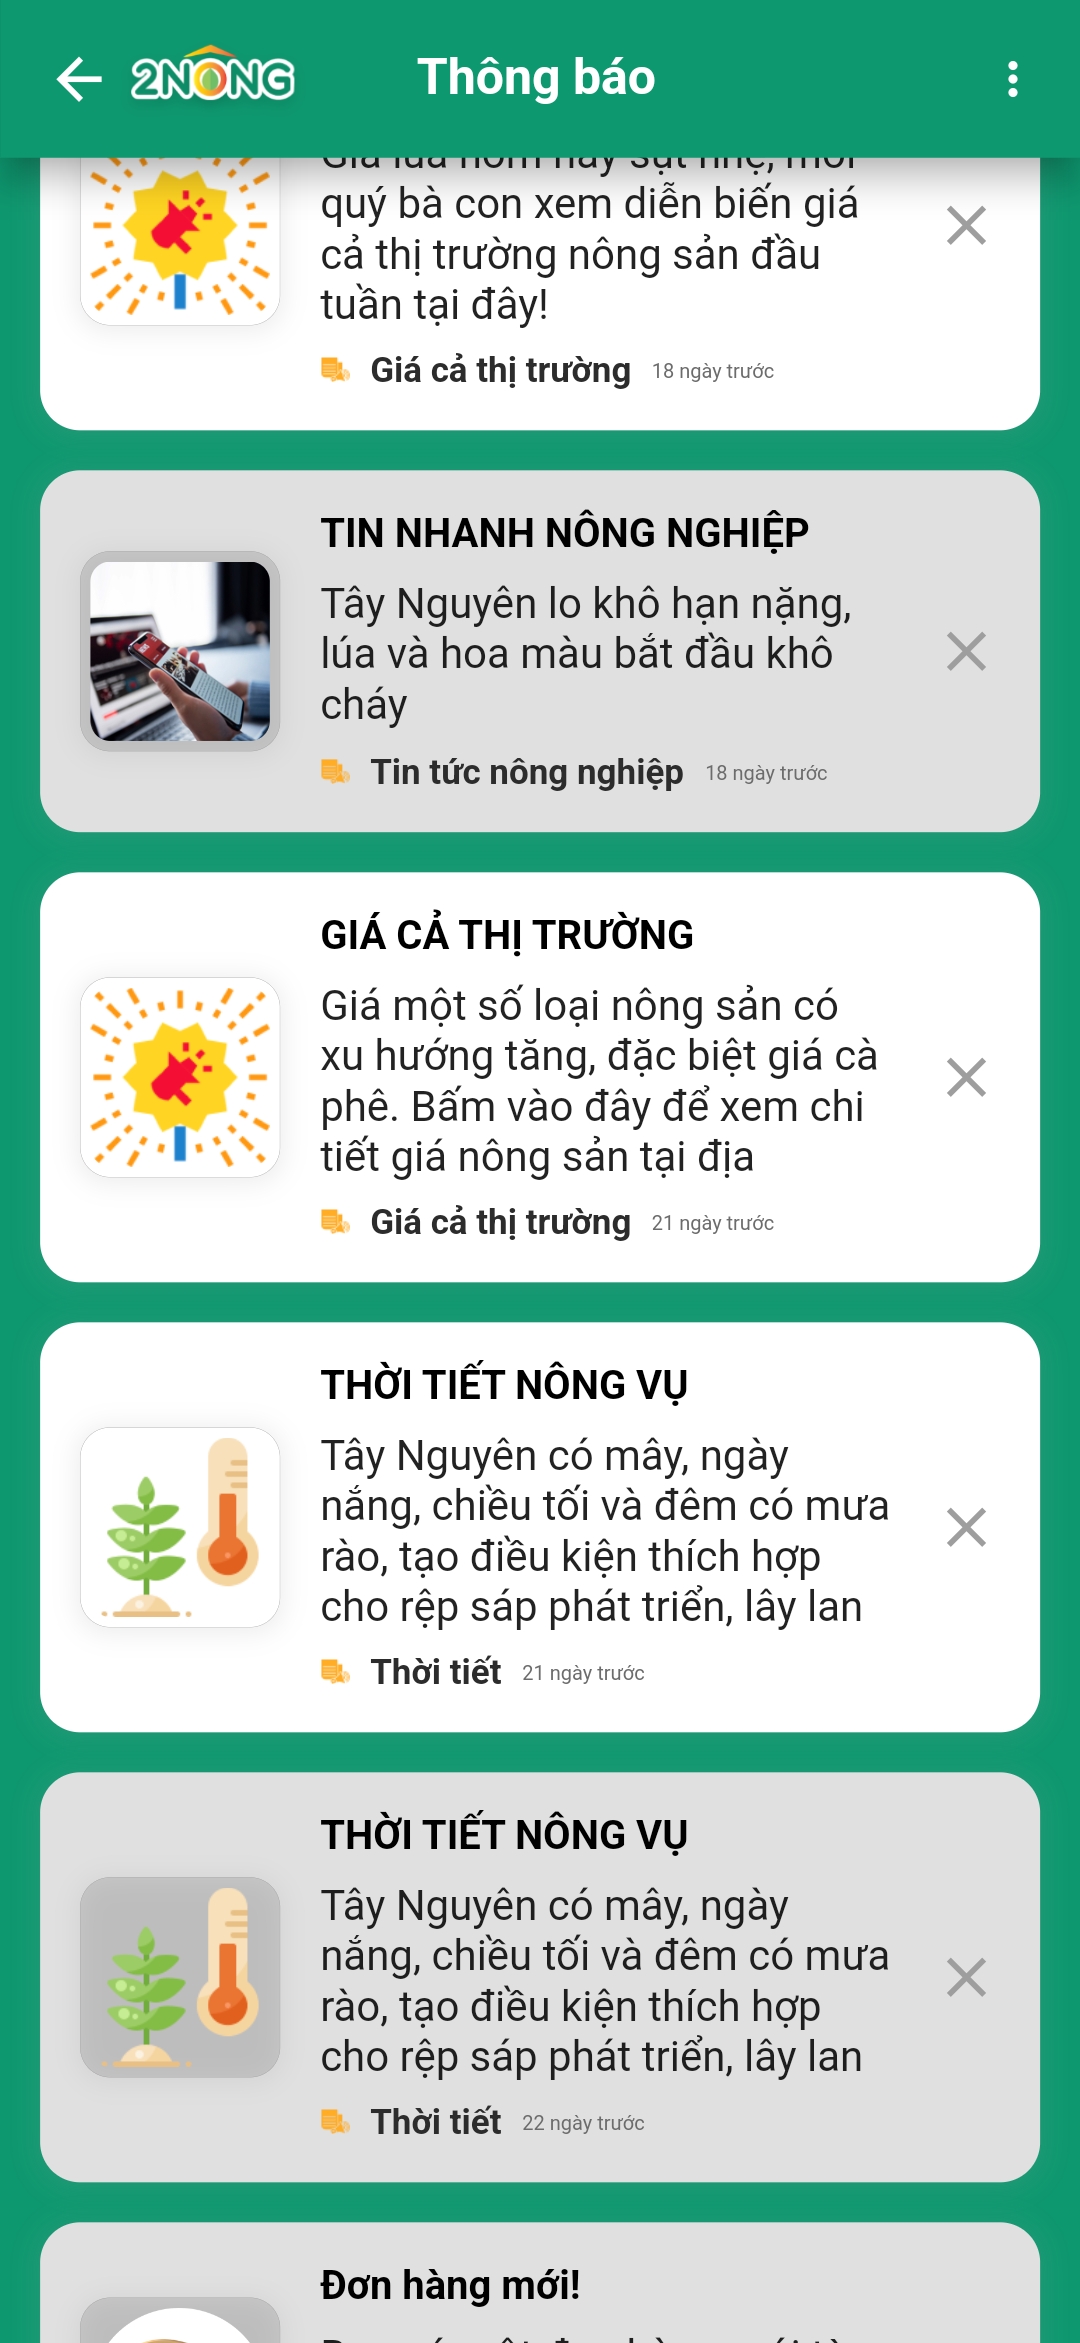 2NONG
Thông báo
Giá lúa hôm nay sụt nhẹ, mời
quý bà con xem diễn biến giá
cả thị trường nông sản đầu
tuần tại đây!
Giá cả thị trường 18 ngày trước
TIN NHANH NÔNG NGHIỆP
Tây Nguyên lo khô hạn nặng,
lúa và hoa màu bắt đầu khô
cháy
Tin tức nông nghiệp 18 ngày trước
GIÁ CẢ THỊ TRƯỜNG
Giá một số loại nông sản có
xu hướng tăng, đặc biệt giá cà
phê. Bấm vào đây để xem chi
tiết giá nông sản tại địa
Giá cả thị trường 21 ngày trước
THỜI TIẾT NÔNG VỤ
Tây Nguyên có mây, ngày
nắng, chiều tối và đêm có mưa
rào, tạo điều kiện thích hợp
cho rệp sáp phát triển, lây lan
Thời tiết 21 ngày trước
THỜI TIẾT NÔNG VỤ
Tây Nguyên có mây, ngày
nắng, chiều tối và đêm có mưa
rào, tạo điều kiện thích hợp
cho rệp sáp phát triển, lây lan
Thời tiết 22 ngày trước
Đơn hàng mới!